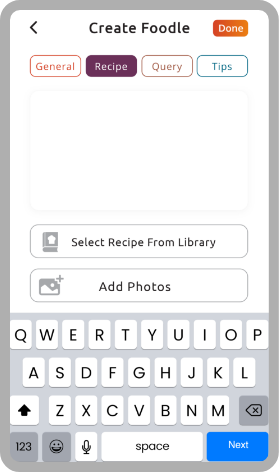 Create Foodle Done
General Recipe Query Tips
Select Recipe From Library
Add Photos
Q W E R T Y U I O P
A S D F G H J K L
Z X C V B N M
123 space Next